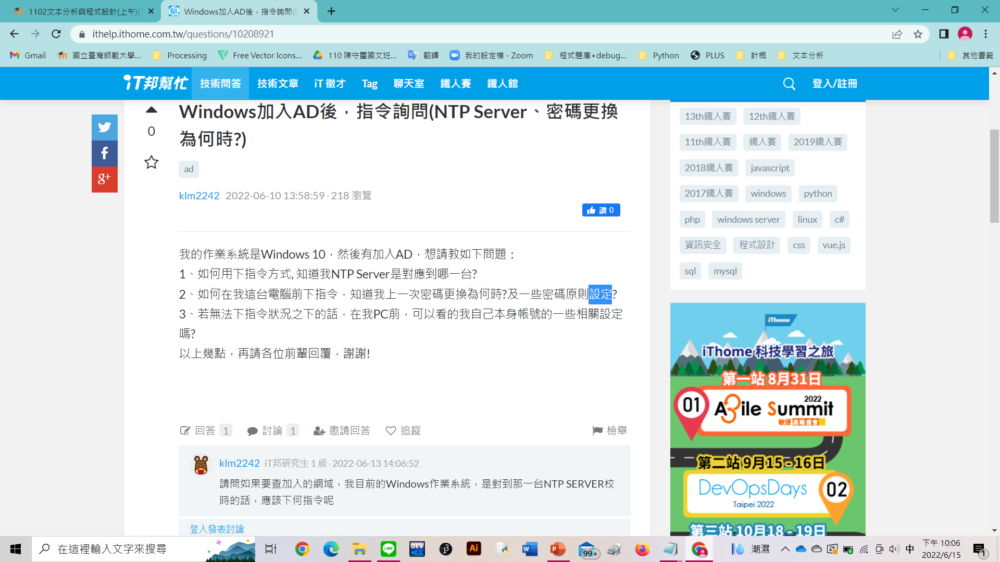 1102文本分析與程式設計(上午)(
Windows加入AD後，指令詢問(N
ithelp.ithome.com.tw/questions/10208921
Gmail
國立臺灣師範大學...
Processing
Free Vector Icons...
110 陳守璽國文班...
翻譯
我的設定檔 - Zoom
程式題庫+debug...
Python
PLUS
計概
文本分析
其他書籤
iT邦幫忙
技術問答
技術文章
iT 徵才
Tag
聊天室
鐵人賽
鐵人館
登入/註冊
0
Windows加入AD後，指令詢問(NTP Server、密碼更換
為何時?)
ad
klm2242 2022-06-10 13:58:59 ‧ 218 瀏覽
讚 0
我的作業系統是Windows 10，然後有加入AD，想請教如下問題：
1、如何用下指令方式, 知道我NTP Server是對應到哪一台?
2、如何在我這台電腦前下指令，知道我上一次密碼更換為何時?及一些密碼原則設定?
3、若無法下指令狀況之下的話，在我PC前，可以看的我自己本身帳號的一些相關設定
嗎?
以上幾點，再請各位前輩回覆，謝謝!
回答 1
討論 1
邀請回答
追蹤
檢舉
klm2242 iT邦研究生 1 級 ‧ 2022-06-13 14:06:52
請問如果要查加入的網域，我目前的Windows作業系統，是對到那一台NTP SERVER校
時的話，應該下何指令呢
登入發表討論
13th鐵人賽
12th鐵人賽
11th鐵人賽
鐵人賽
2019鐵人賽
2018鐵人賽
javascript
2017鐵人賽
windows
python
php
windows server
linux
c#
資訊安全
程式設計
css
vue.js
sql
mysql
iThome
iThome 科技學習之旅
第一站 8月31日
01
Agile Summit
2022
敏捷高峰盛會
第二站 9月15 - 16日
DevOpsDays
Taipei 2022
02
第三站 10月18 - 19日
在這裡輸入文字來搜尋
LINE
DEV
C++
Ai
W
P
99+
潮濕
中
下午 10:06
2022/6/15
1